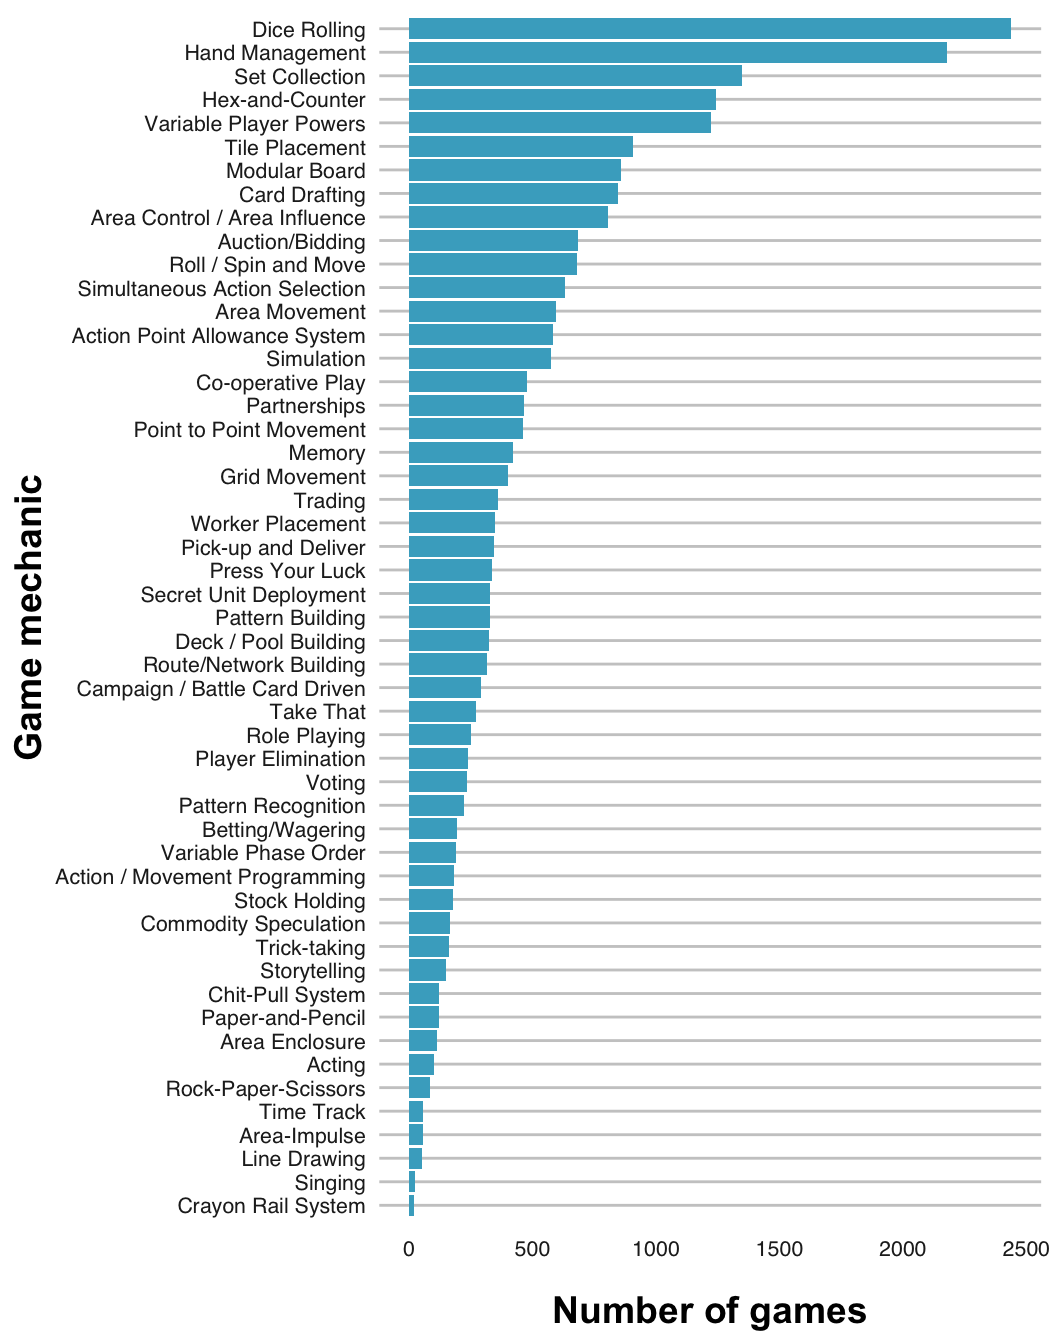 Dice Rolling
Hand Management
Set Collection
Hex-and-Counter
Variable Player Powers
Tile Placement
Modular Board
Card Drafting
Area Control / Area Influence
Auction/Bidding
Roll / Spin and Move
Simultaneous Action Selection
Area Movement
Action Point Allowance System
Simulation
Co-operative Play
Partnerships
Point to Point Movement
Memory
Grid Movement
Trading
Worker Placement
Pick-up and Deliver
Press Your Luck
Secret Unit Deployment
Pattern Building
Deck / Pool Building
Route/Network Building
Campaign / Battle Card Driven
Take That
Role Playing
Player Elimination
Voting
Pattern Recognition
Betting/Wagering
Variable Phase Order
Action / Movement Programming
Stock Holding
Commodity Speculation
Trick-taking
Storytelling
Chit-Pull System
Paper-and-Pencil
Area Enclosure
Acting
Rock-Paper-Scissors
Time Track
Area-Impulse
Line Drawing
Singing
Crayon Rail System
Game mechanic
0 500 1000 1500 2000 2500
Number of games